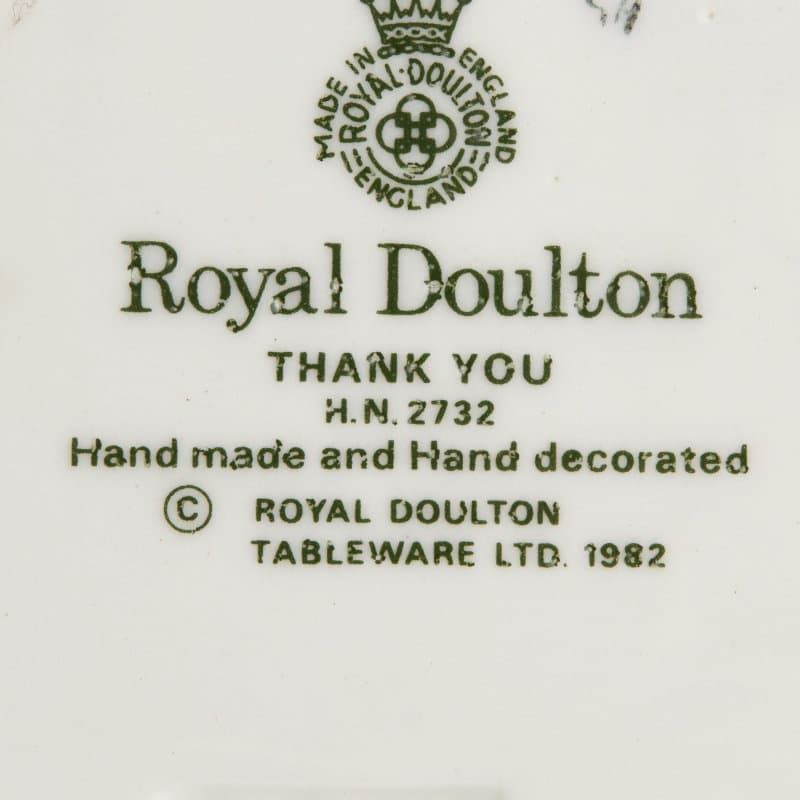 MADE IN ENGLAND
ROYAL·DOULTON
ENGLAND
Royal Doulton
THANK YOU
H.N. 2732
Hand made and Hand decorated
© ROYAL DOULTON
TABLEWARE LTD. 1982